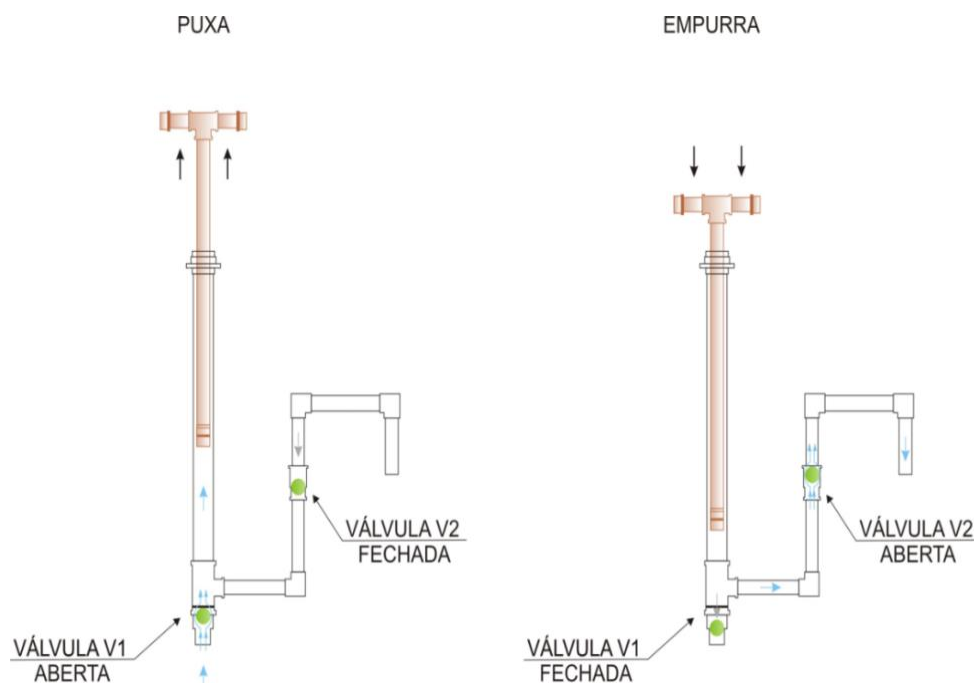 PUXA
EMPURRA
VÁLVULA V2
FECHADA
VÁLVULA V2
ABERTA
VÁLVULA V1
ABERTA
VÁLVULA V1
FECHADA